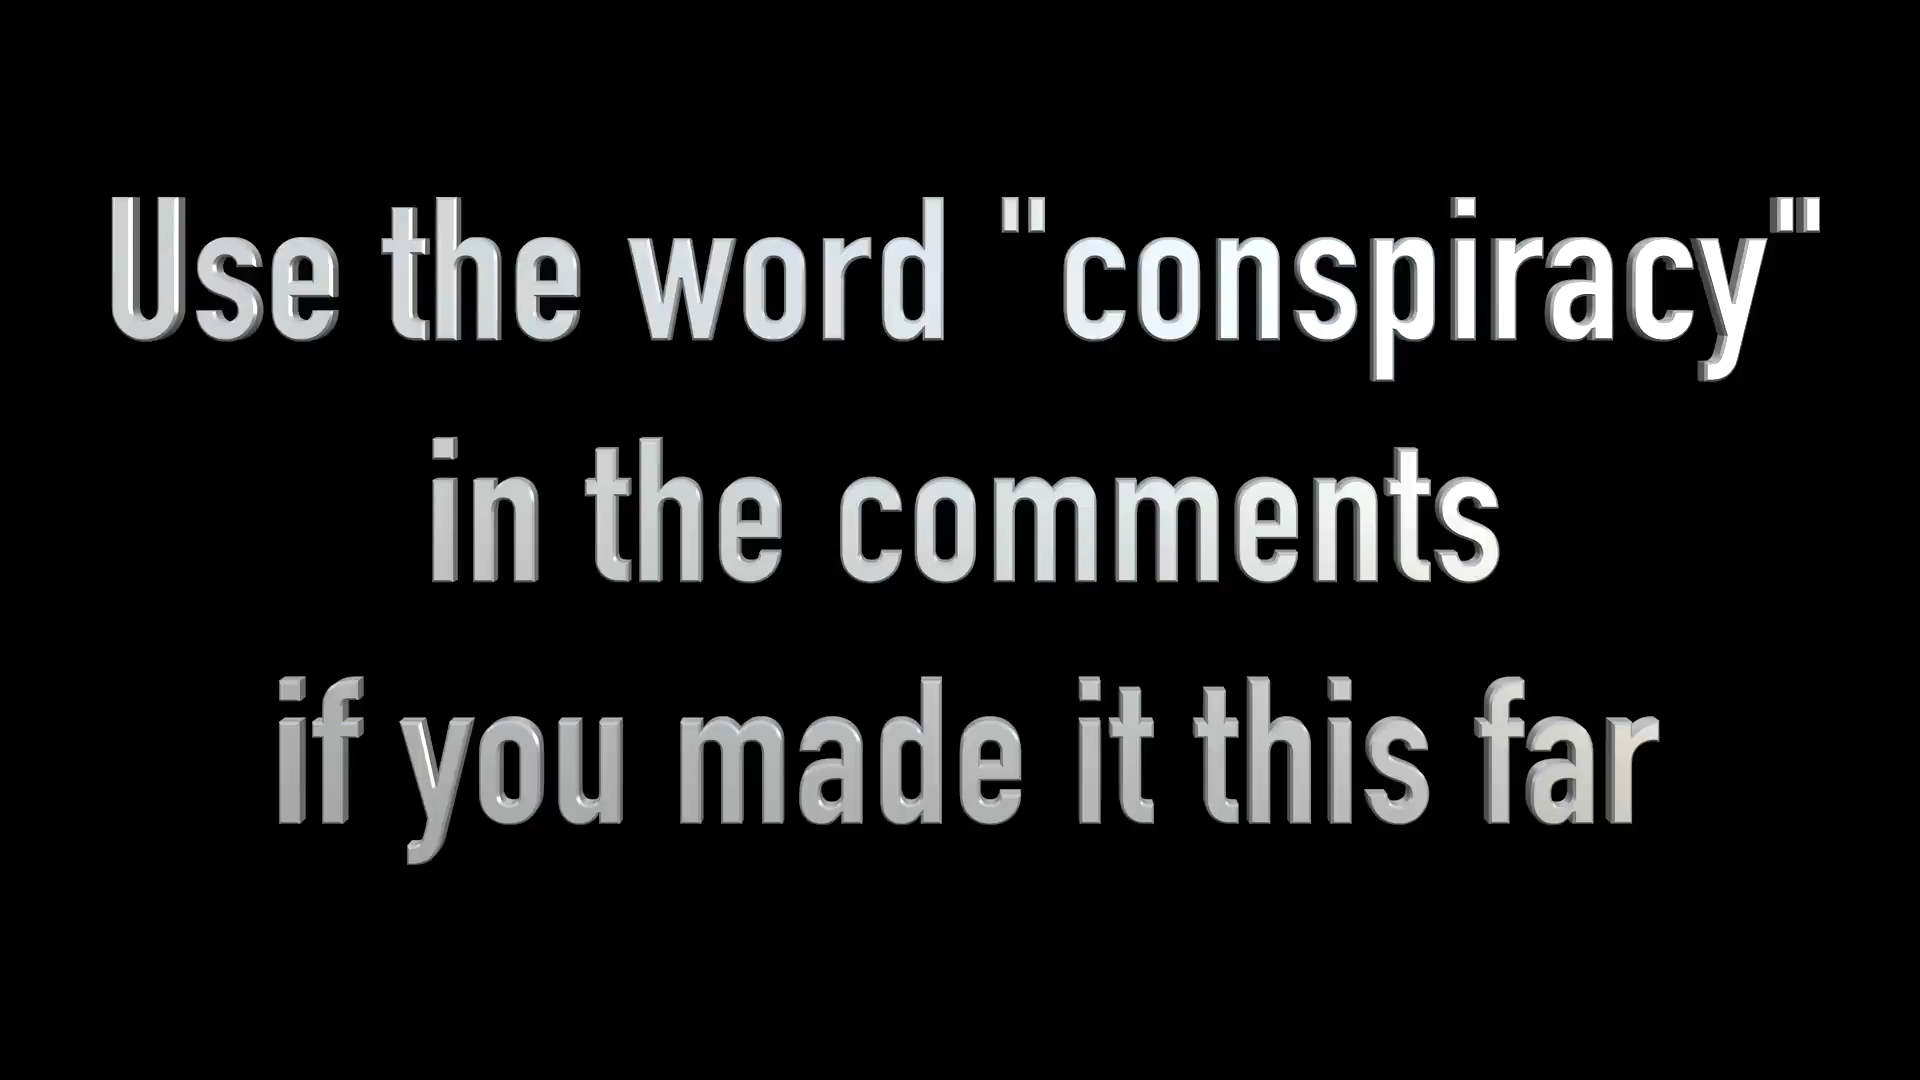 Use the word "conspiracy"
in the comments
if you made it this far